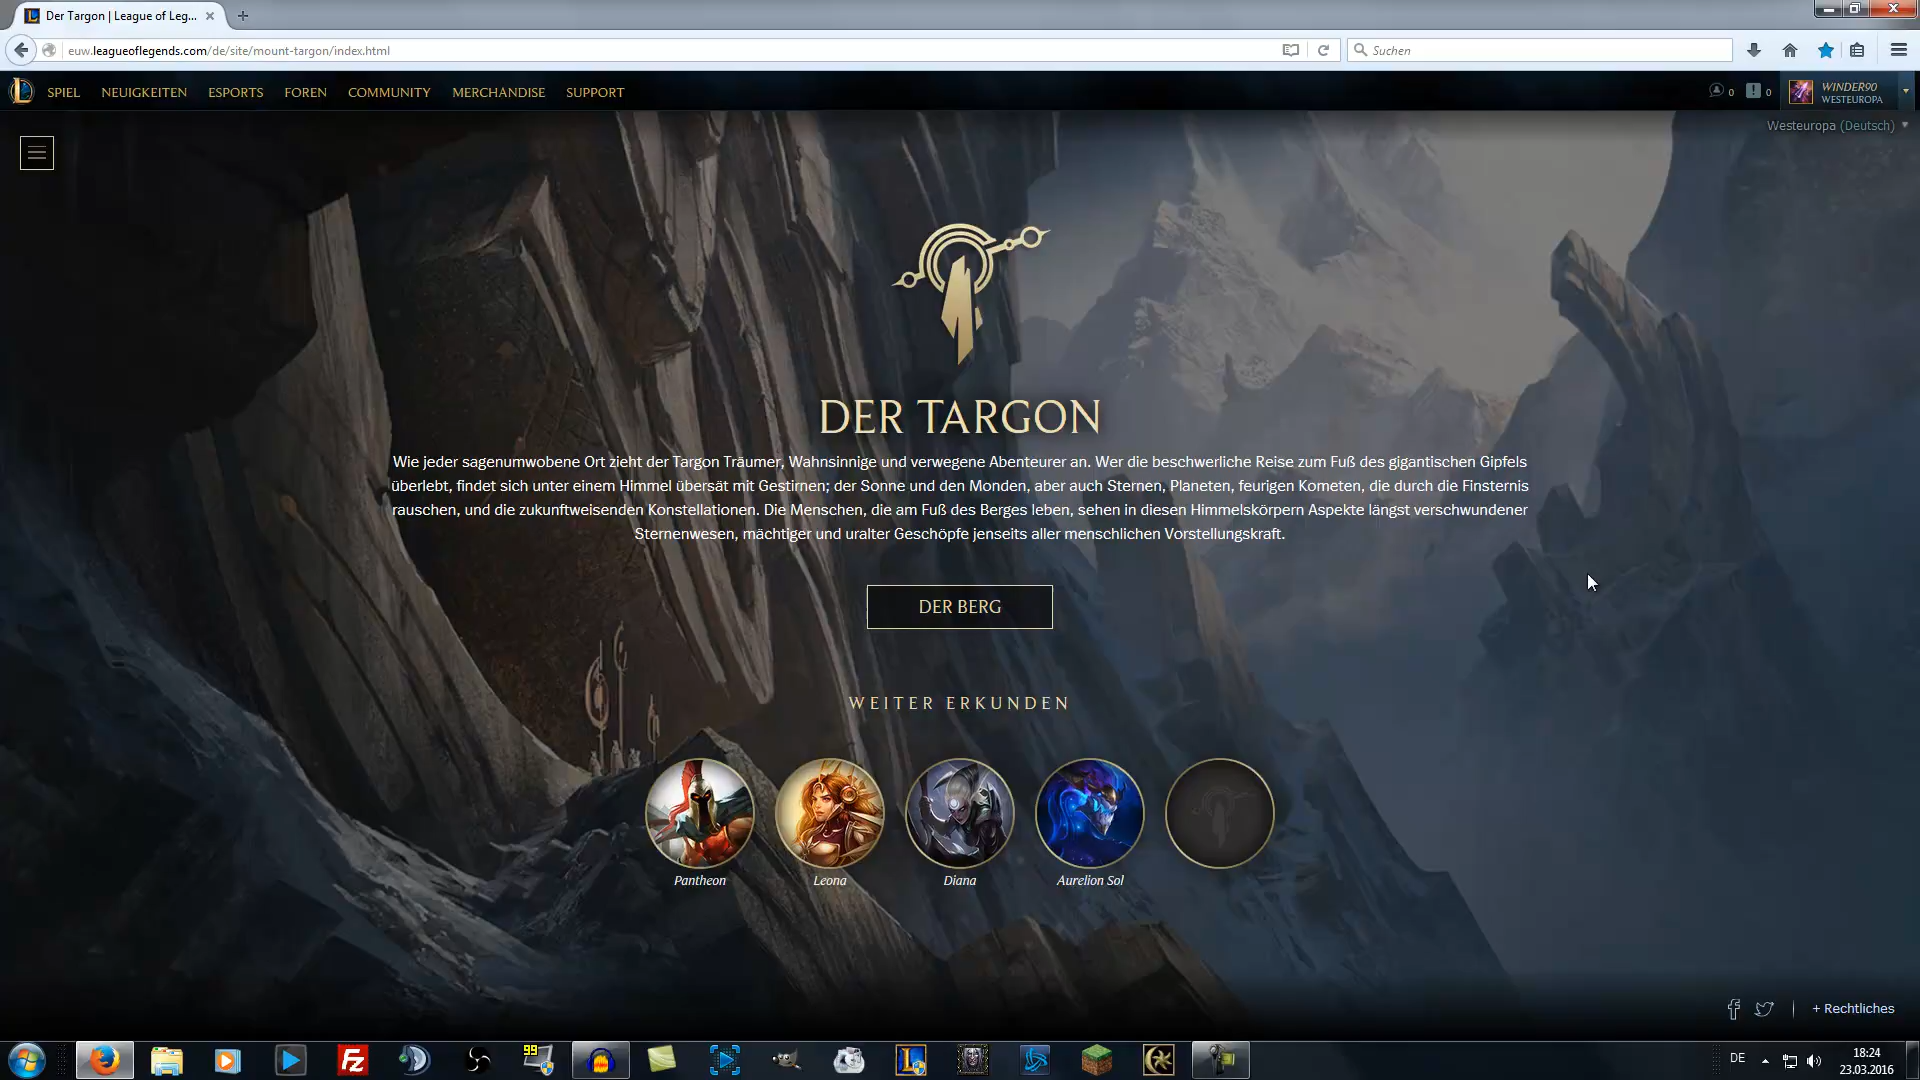 Der Targon | League of Leg...
euw.leagueoflegends.com/de/site/mount-targon/index.html
Suchen
SPIEL NEUIGKEITEN ESPORTS FOREN COMMUNITY MERCHANDISE SUPPORT
0 0
WINDER90
WESTEUROPA
Westeuropa (Deutsch)
DER TARGON
Wie jeder sagenumwobene Ort zieht der Targon Träumer, Wahnsinnige und verwegene Abenteurer an. Wer die beschwerliche Reise zum Fuß des gigantischen Gipfels
überlebt, findet sich unter einem Himmel übersät mit Gestirnen; der Sonne und den Monden, aber auch Sternen, Planeten, feurigen Kometen, die durch die Finsternis
rauschen, und die zukunftweisenden Konstellationen. Die Menschen, die am Fuß des Berges leben, sehen in diesen Himmelskörpern Aspekte längst verschwundener
Sternenwesen, mächtiger und uralter Geschöpfe jenseits aller menschlichen Vorstellungskraft.
DER BERG
WEITER ERKUNDEN
Pantheon Leona Diana Aurelion Sol
+ Rechtliches
99
DE
18:24
23.03.2016